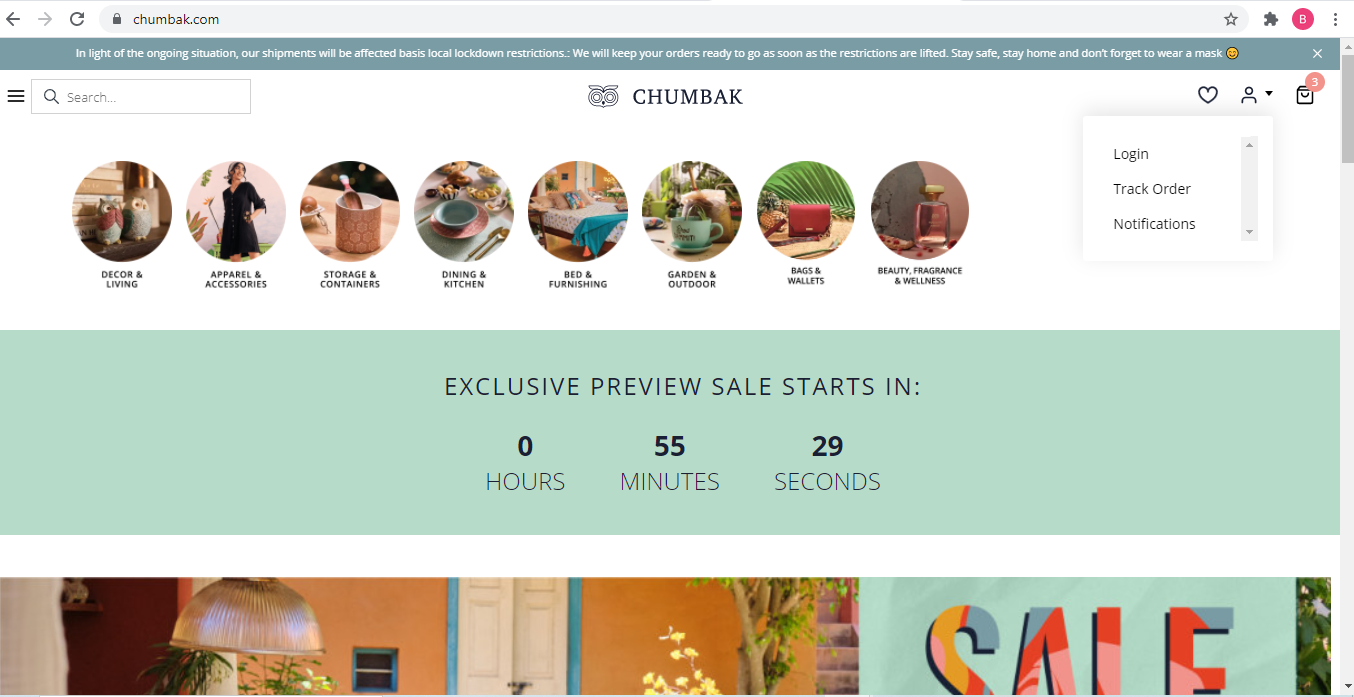 chumbak.com
B
In light of the ongoing situation, our shipments will be affected basis local lockdown restrictions.: We will keep your orders ready to go as soon as the restrictions are lifted. Stay safe, stay home and don't forget to wear a mask 😊
Search...
CHUMBAK
3
Login
Track Order
Notifications
DECOR &
LIVING
APPAREL &
ACCESSORIES
STORAGE &
CONTAINERS
DINING &
KITCHEN
BED &
FURNISHING
GARDEN &
OUTDOOR
BAGS &
WALLETS
BEAUTY, FRAGRANCE
& WELLNESS
EXCLUSIVE PREVIEW SALE STARTS IN:
0 55 29
HOURS MINUTES SECONDS
SALE